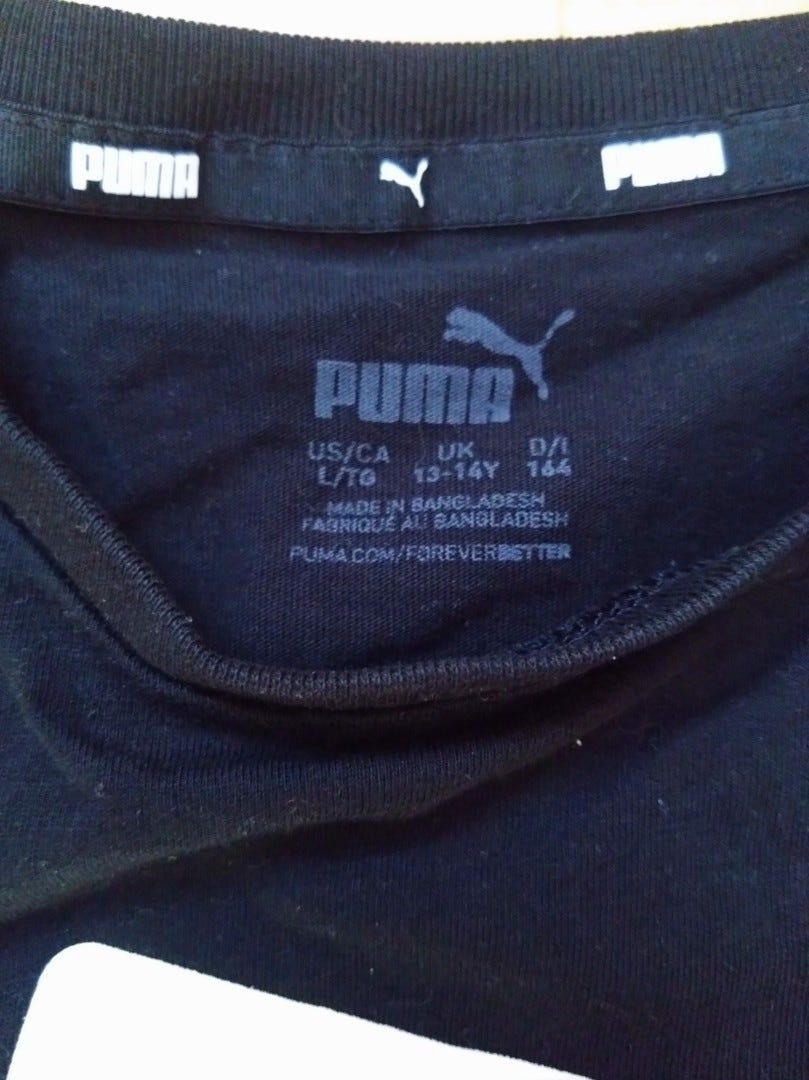 PUMA PUMA
PUMA
US/CA UK D/I
L/TG 13-14Y 164
MADE IN BANGLADESH
FABRIQUÉ AU BANGLADESH
PUMA.COM/FOREVERBETTER